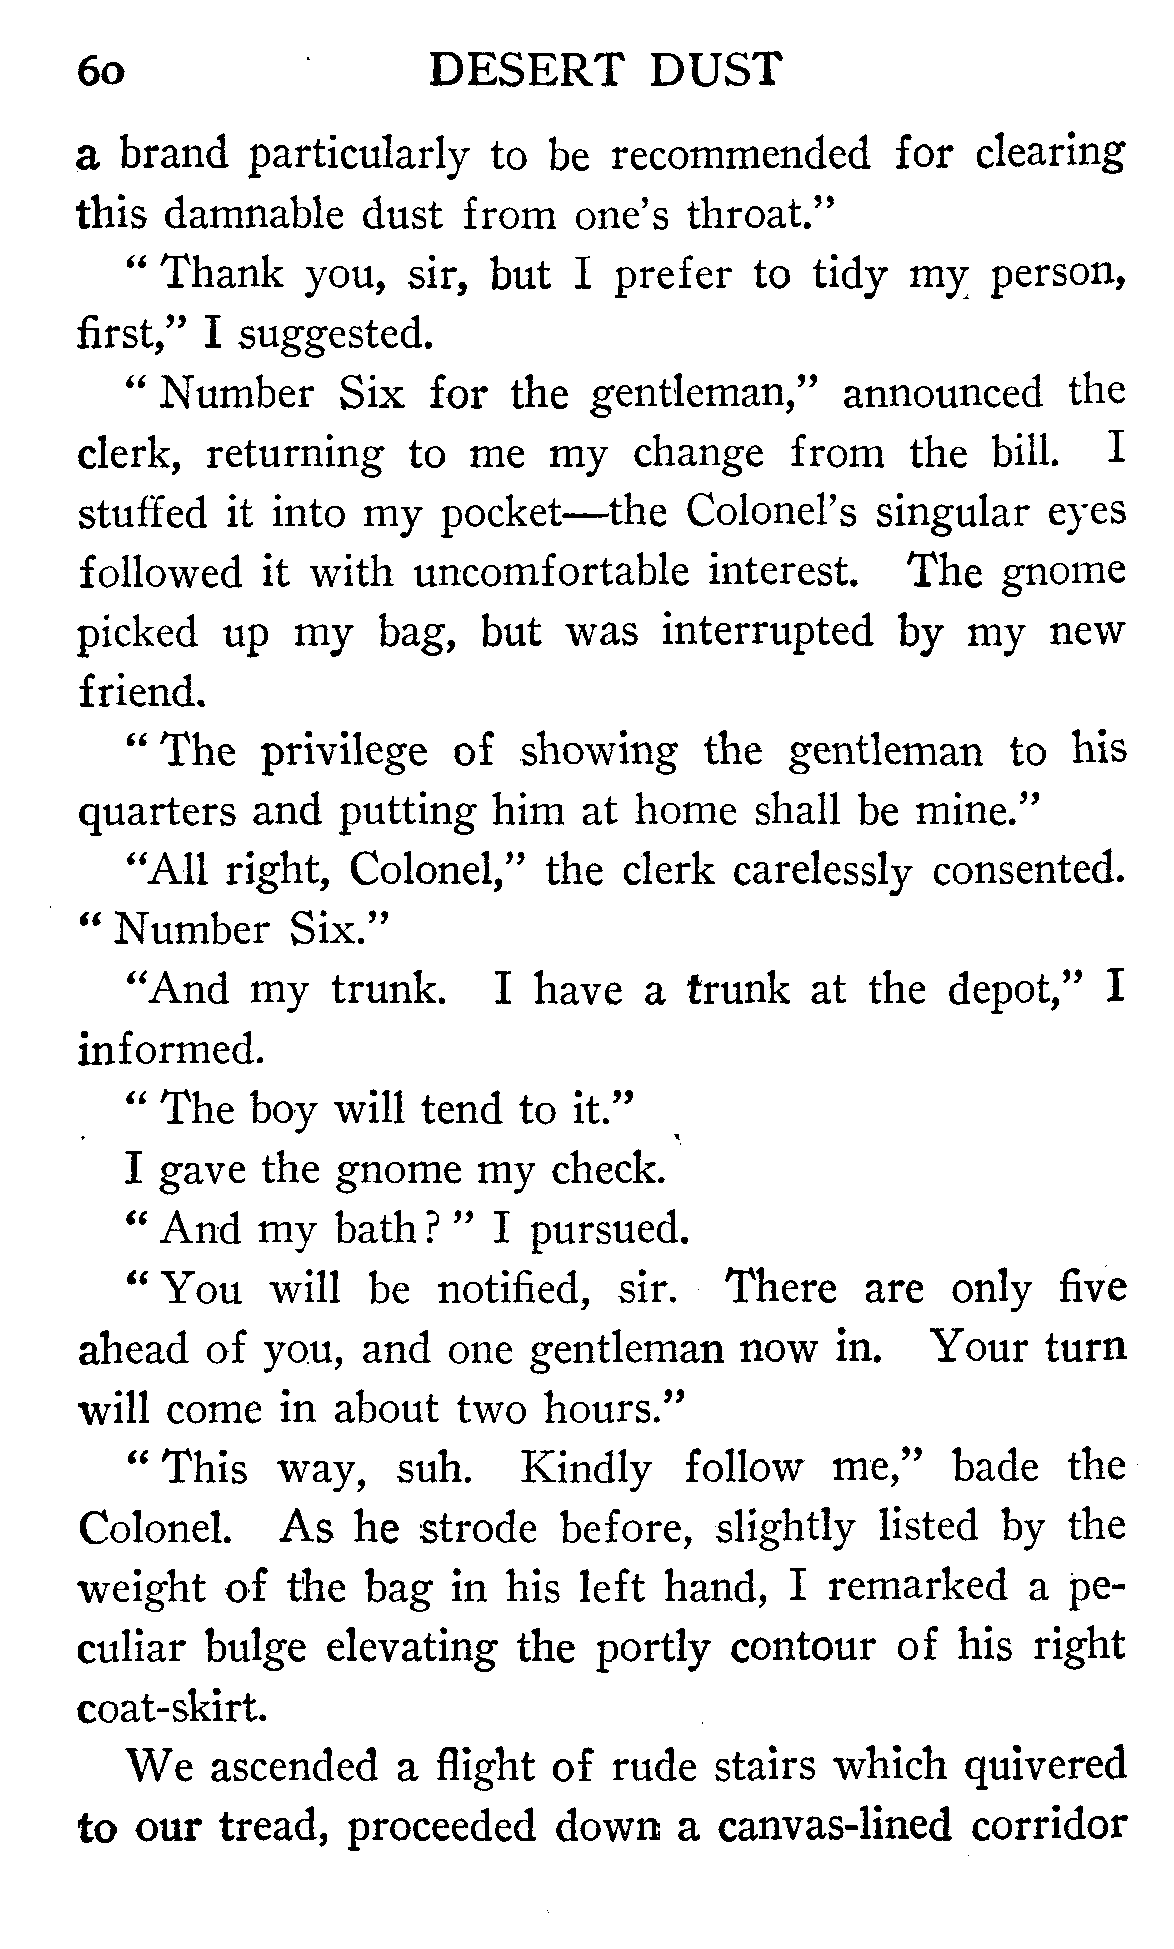 60 DESERT DUST
a brand particularly to be recommended for clearing
this damnable dust from one's throat."
"Thank you, sir, but I prefer to tidy my person,
first," I suggested.
"Number Six for the gentleman," announced the
clerk, returning to me my change from the bill. I
stuffed it into my pocket—the Colonel's singular eyes
followed it with uncomfortable interest. The gnome
picked up my bag, but was interrupted by my new
friend.
"The privilege of showing the gentleman to his
quarters and putting him at home shall be mine."
"All right, Colonel," the clerk carelessly consented.
"Number Six."
"And my trunk. I have a trunk at the depot," I
informed.
"The boy will tend to it."
I gave the gnome my check.
"And my bath?" I pursued.
"You will be notified, sir. There are only five
ahead of you, and one gentleman now in. Your turn
will come in about two hours."
"This way, suh. Kindly follow me," bade the
Colonel. As he strode before, slightly listed by the
weight of the bag in his left hand, I remarked a pe-
culiar bulge elevating the portly contour of his right
coat-skirt.
We ascended a flight of rude stairs which quivered
to our tread, proceeded down a canvas-lined corridor